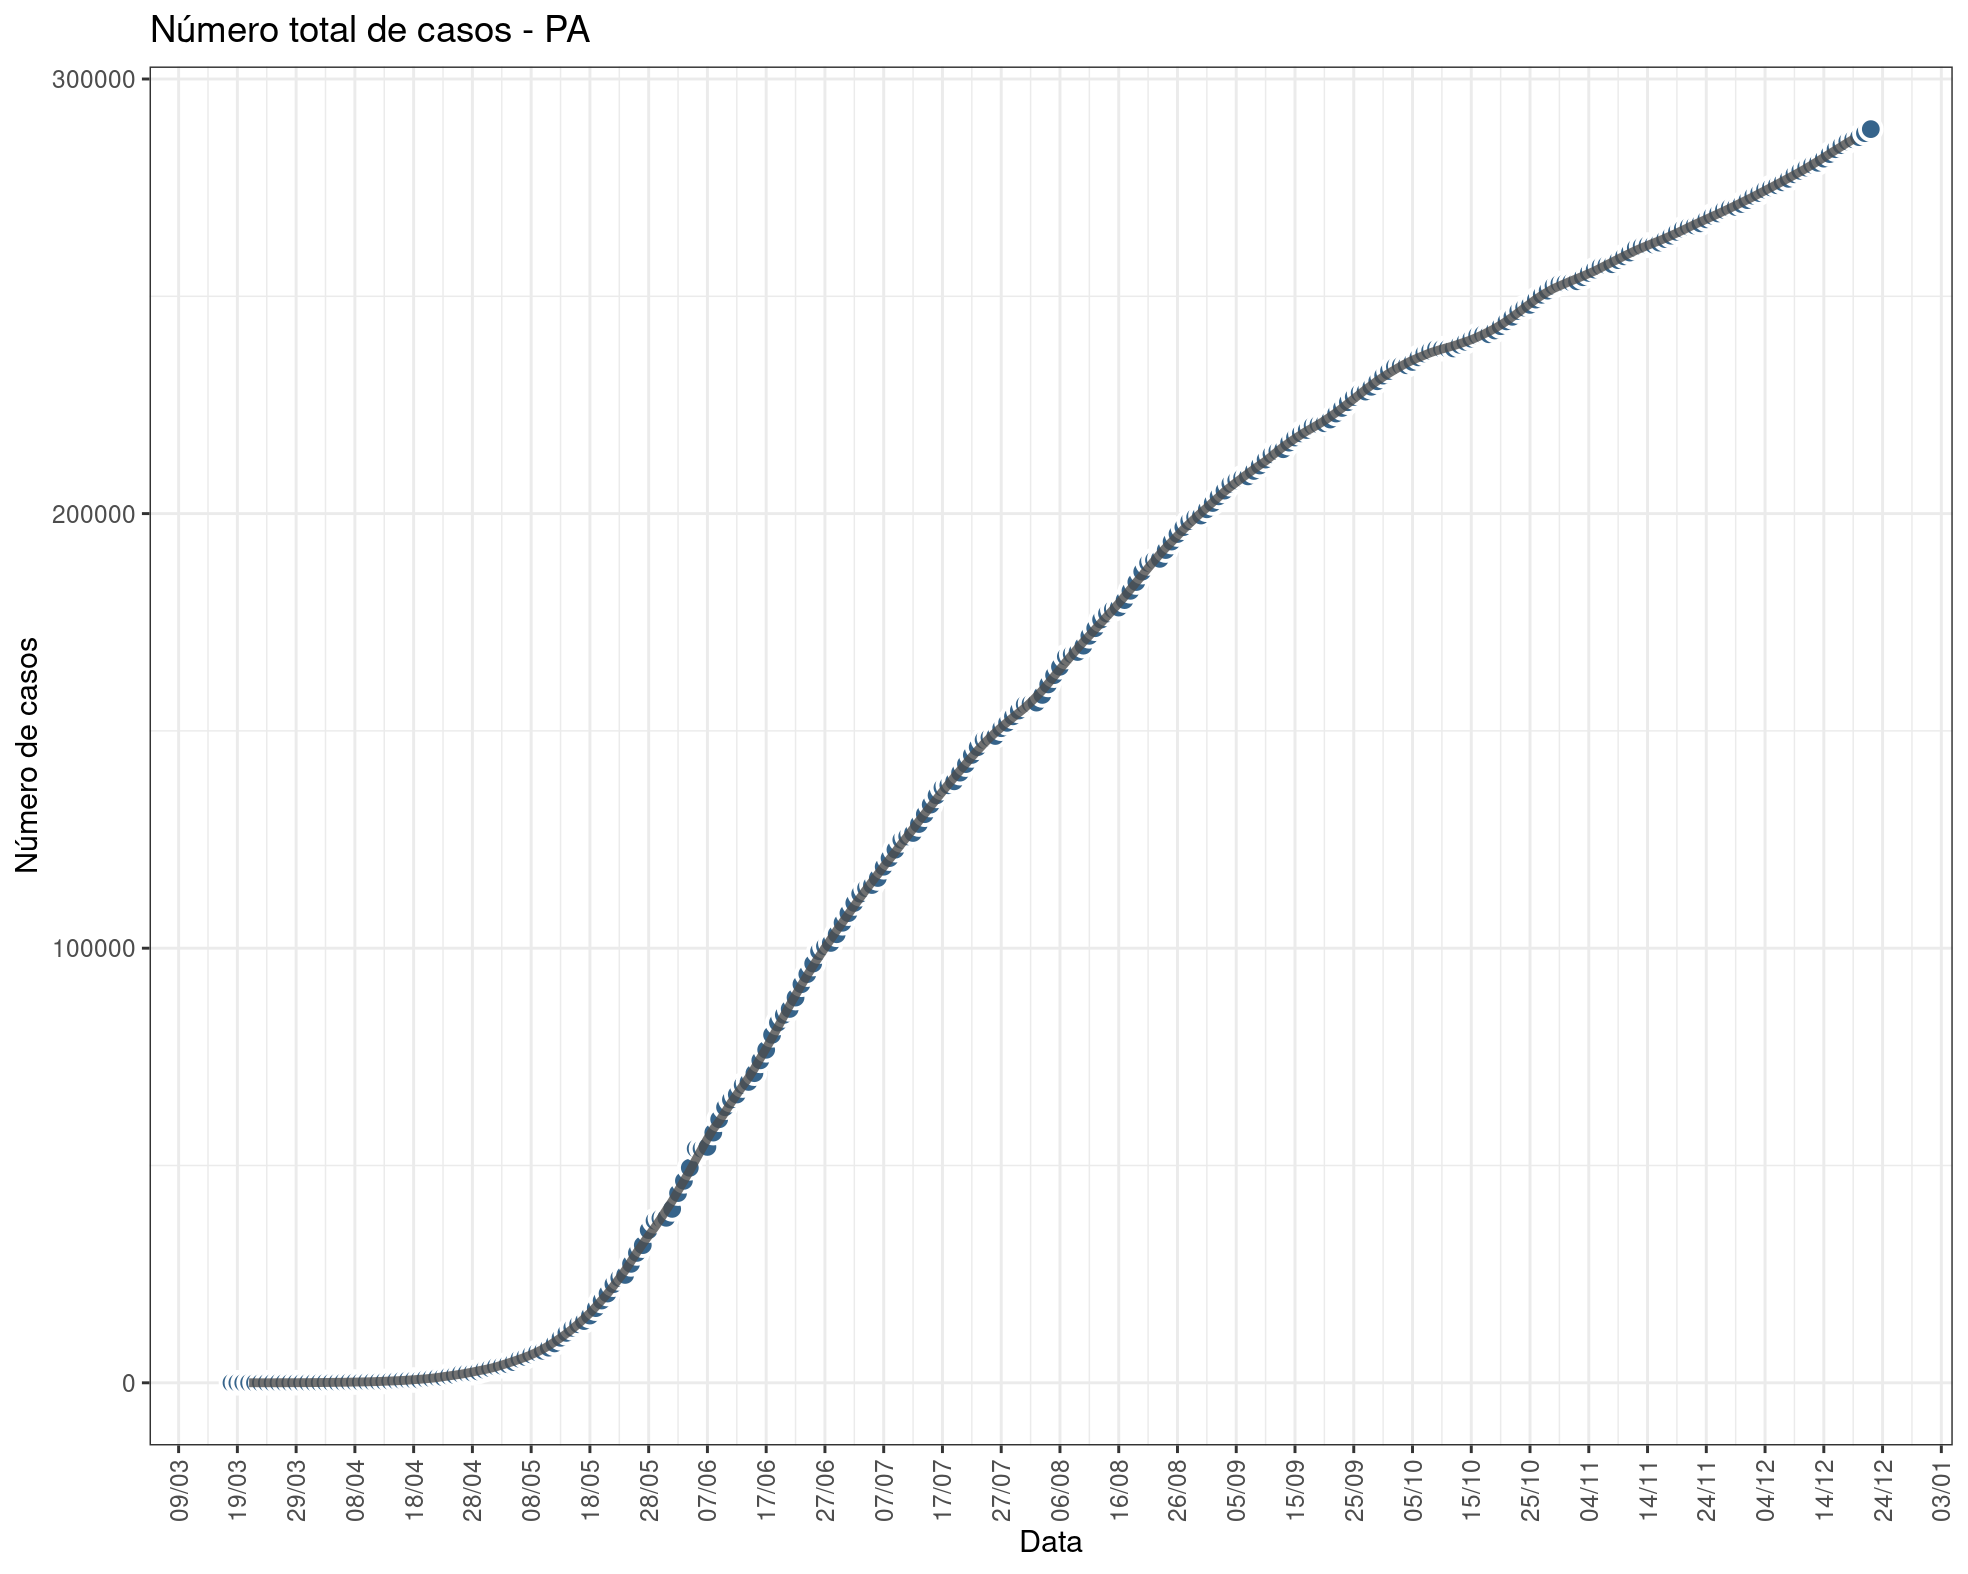 Número total de casos - PA
300000
200000
100000
0
Número de casos
09/03 19/03 29/03 08/04 18/04 28/04 08/05 18/05 28/05 07/06 17/06 27/06 07/07 17/07 27/07 06/08 16/08 26/08 05/09 15/09 25/09 05/10 15/10 25/10 04/11 14/11 24/11 04/12 14/12 24/12 03/01
Data